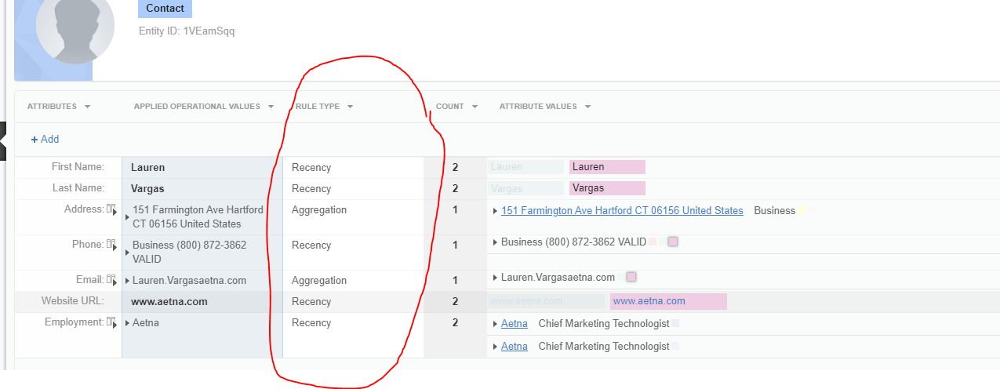 Contact
Entity ID: 1VEamSqq
ATTRIBUTES APPLIED OPERATIONAL VALUES RULE TYPE COUNT ATTRIBUTE VALUES
+ Add
First Name: Lauren Recency 2 Lauren Lauren
Last Name: Vargas Recency 2 Vargas Vargas
Address: 151 Farmington Ave Hartford Aggregation 1 151 Farmington Ave Hartford CT 06156 United States Business
CT 06156 United States
Phone: Business (800) 872-3862 Recency 1 Business (800) 872-3862 VALID
VALID
Email: Lauren.Vargasaetna.com Aggregation 1 Lauren.Vargasaetna.com
Website URL: www.aetna.com Recency 2 www.aetna.com www.aetna.com
Employment: Aetna Recency 2 Aetna Chief Marketing Technologist
Aetna Chief Marketing Technologist